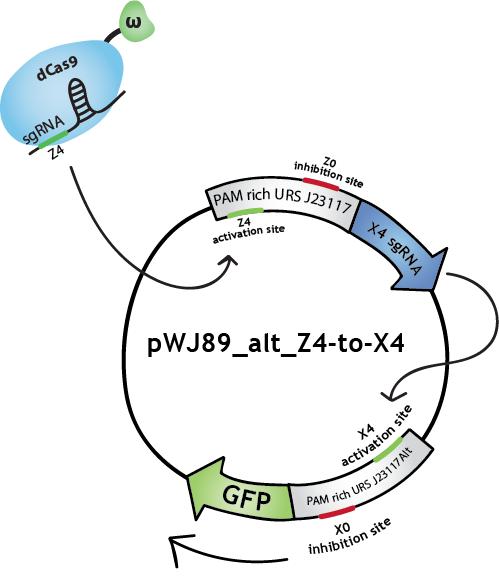 ω
dCas9
sgRNA
Z4
Z0
inhibition site
PAM rich URS J23117
Z4
activation site
X4 sgRNA
pWJ89_alt_Z4-to-X4
X4
activation site
PAM rich URS J23117Alt
GFP
X0
inhibition site